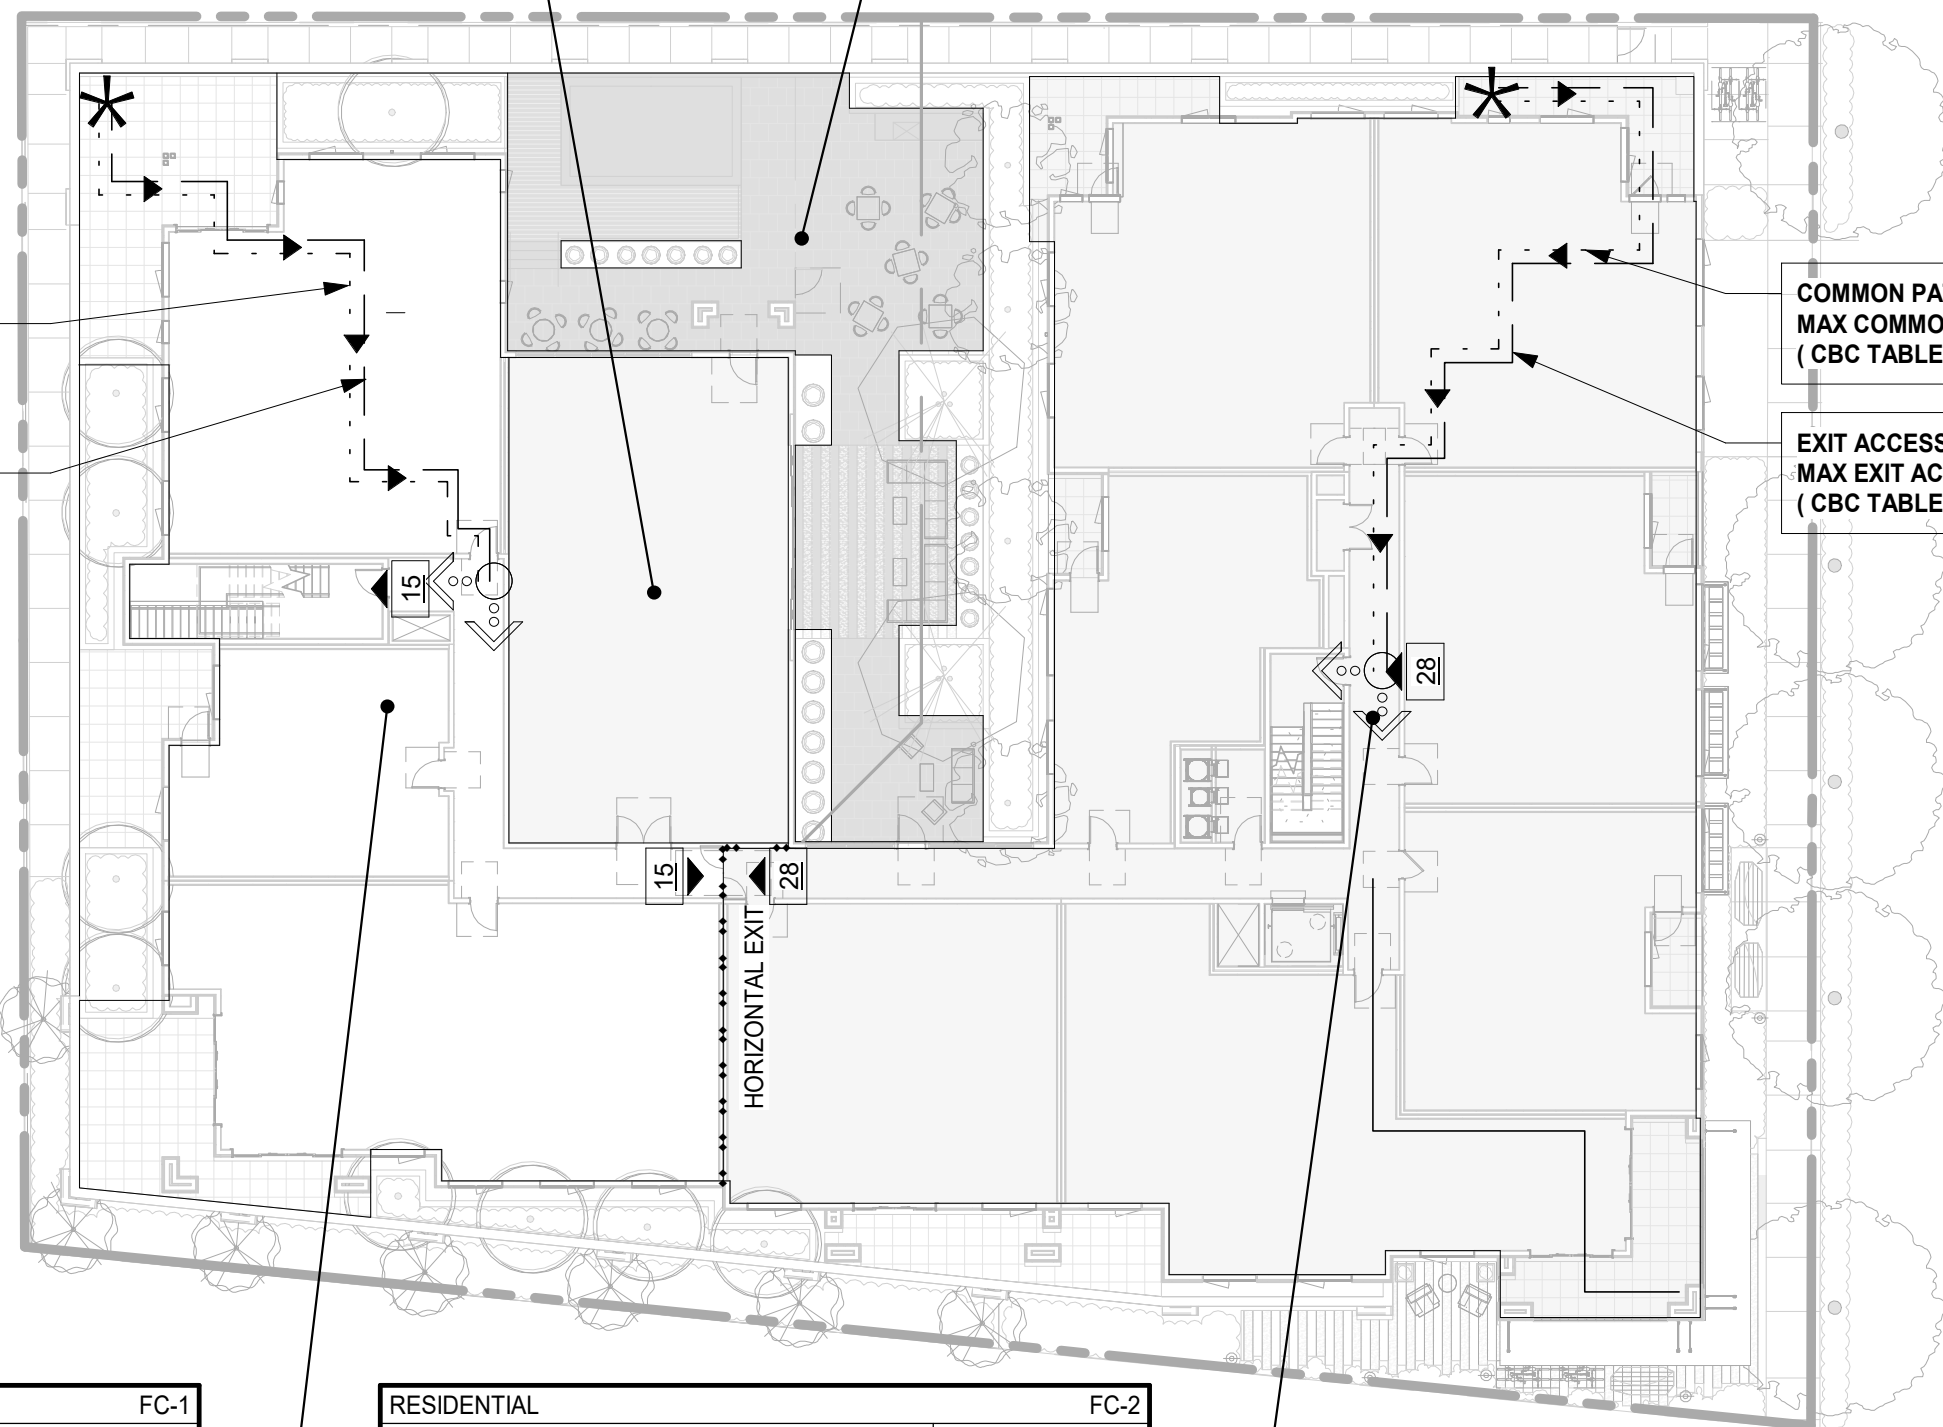 COMMON PA
MAX COMMO
( CBC TABLE
EXIT ACCESS
MAX EXIT AC
( CBC TABLE
15
28
15
28
HORIZONTAL EXIT
FC-1
RESIDENTIAL FC-2